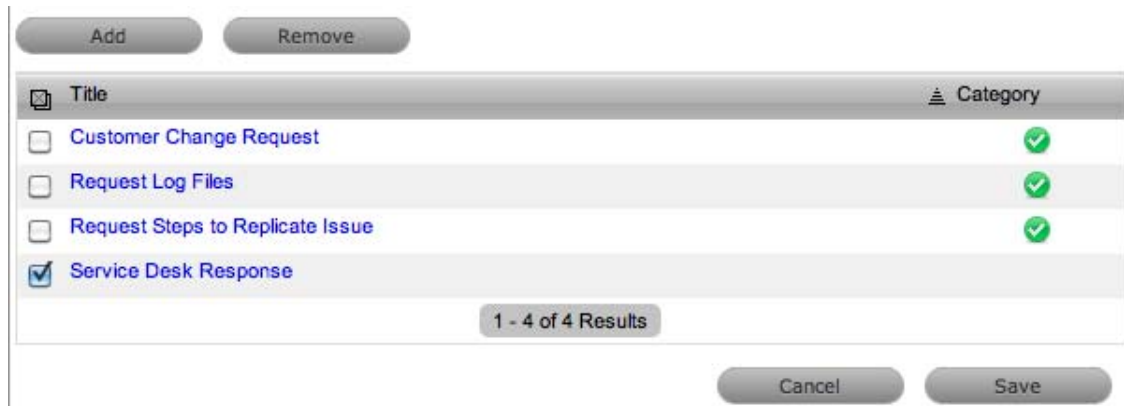 Add Remove
Title Category
Customer Change Request
Request Log Files
Request Steps to Replicate Issue
Service Desk Response
1 - 4 of 4 Results
Cancel Save